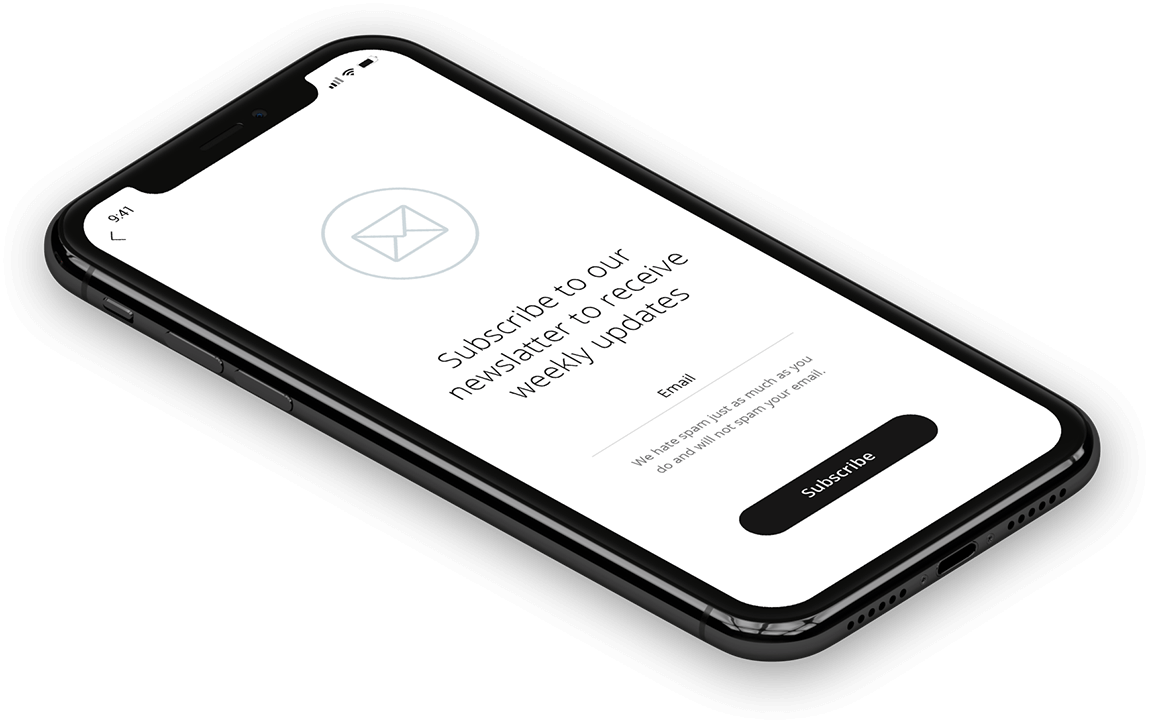 9:41
Subscribe to our
newslatter to receive
weekly updates
Email
We hate spam just as much as you
do and will not spam your email.
Subscribe